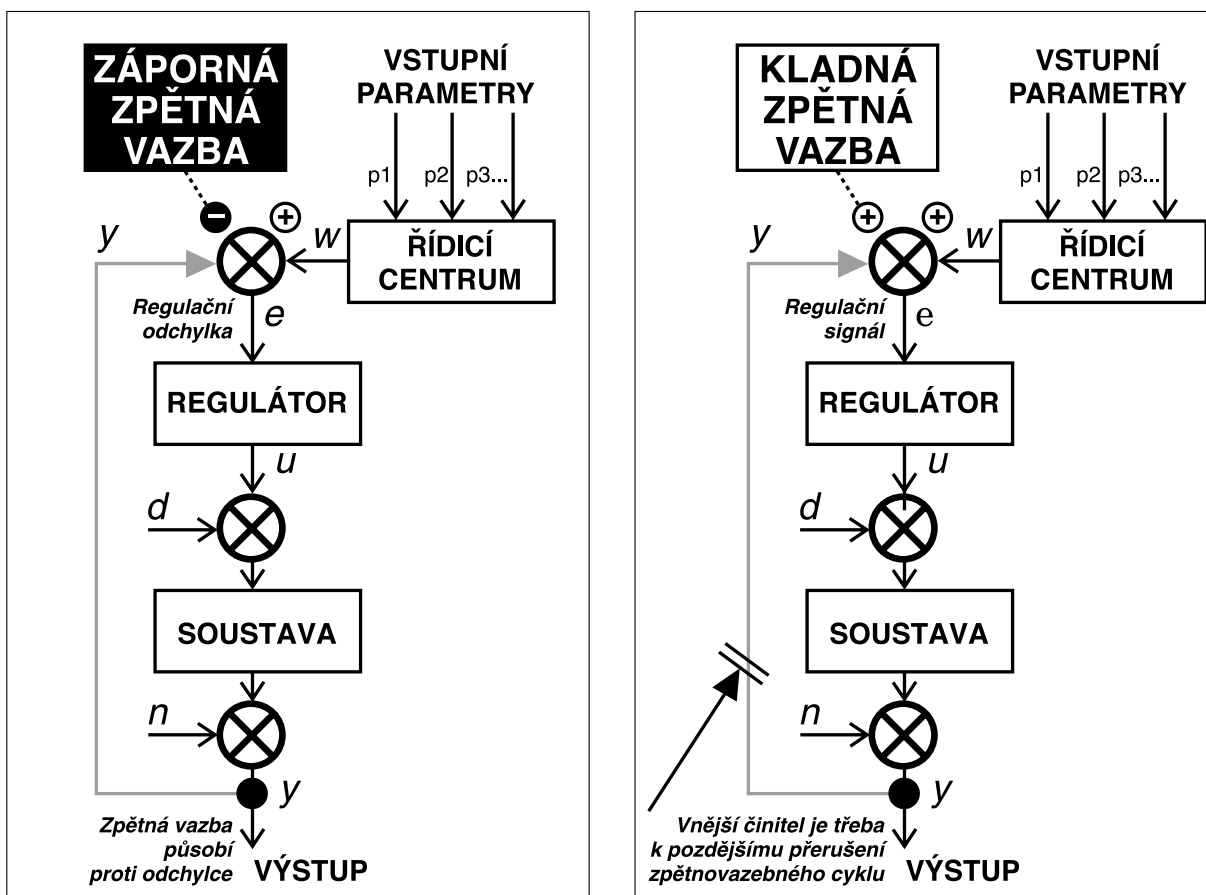 ZÁPORNÁ
ZPĚTNÁ
VAZBA
VSTUPNÍ
PARAMETRY
p1 p2 p3...
− +
y
w
ŘÍDICÍ
CENTRUM
Regulační
odchylka
e
REGULÁTOR
u
d
SOUSTAVA
n
y
Zpětná vazba
působí
proti odchylce
VÝSTUP
KLADNÁ
ZPĚTNÁ
VAZBA
VSTUPNÍ
PARAMETRY
p1 p2 p3...
+ +
y
w
ŘÍDICÍ
CENTRUM
Regulační
signál
e
REGULÁTOR
u
d
SOUSTAVA
n
y
Vnější činitel je třeba
k pozdějšímu přerušení
zpětnovazebného cyklu
VÝSTUP